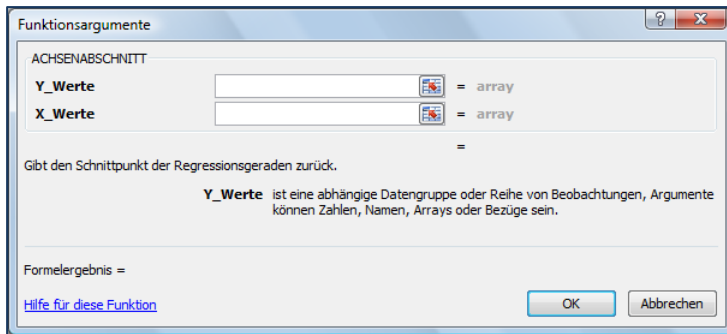 Funktionsargumente
ACHSENABSCHNITT
Y_Werte = array
X_Werte = array
=
Gibt den Schnittpunkt der Regressionsgeraden zurück.
Y_Werte ist eine abhängige Datengruppe oder Reihe von Beobachtungen, Argumente
können Zahlen, Namen, Arrays oder Bezüge sein.
Formelergebnis =
Hilfe für diese Funktion OK Abbrechen